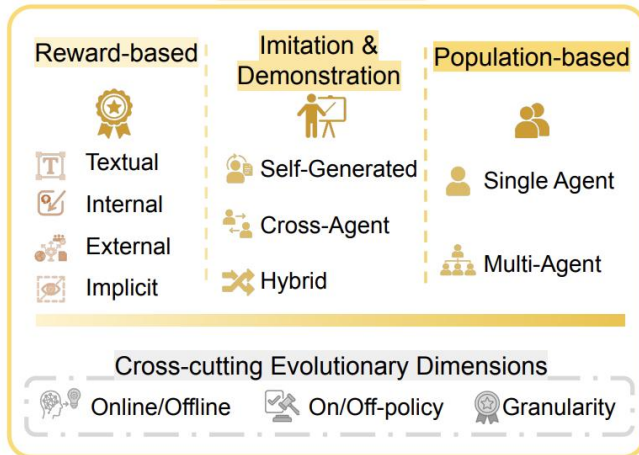 Reward-based
Textual
Internal
External
Implicit
Imitation &
Demonstration
Self-Generated
Cross-Agent
Hybrid
Population-based
Single Agent
Multi-Agent
Cross-cutting Evolutionary Dimensions
Online/Offline
On/Off-policy
Granularity